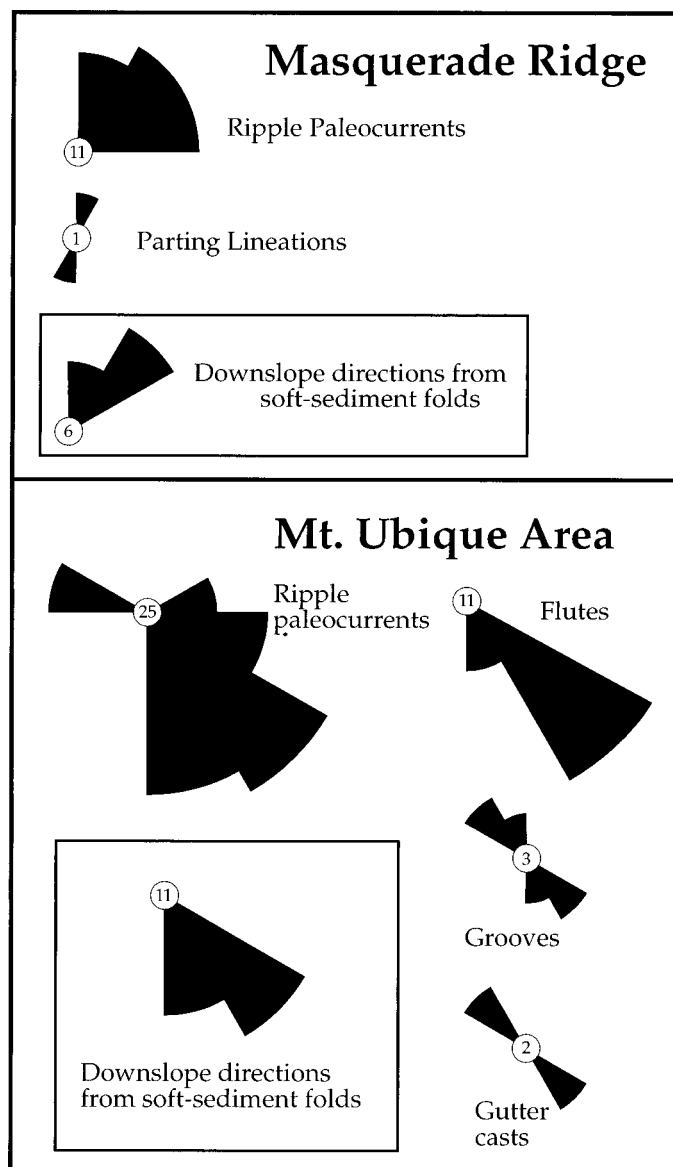 Masquerade Ridge
Ripple Paleocurrents
11
Parting Lineations
1
Downslope directions from
soft-sediment folds
6
Mt. Ubique Area
25
Ripple
paleocurrents
11
Flutes
3
Grooves
11
Downslope directions
from soft-sediment folds
2
Gutter
casts